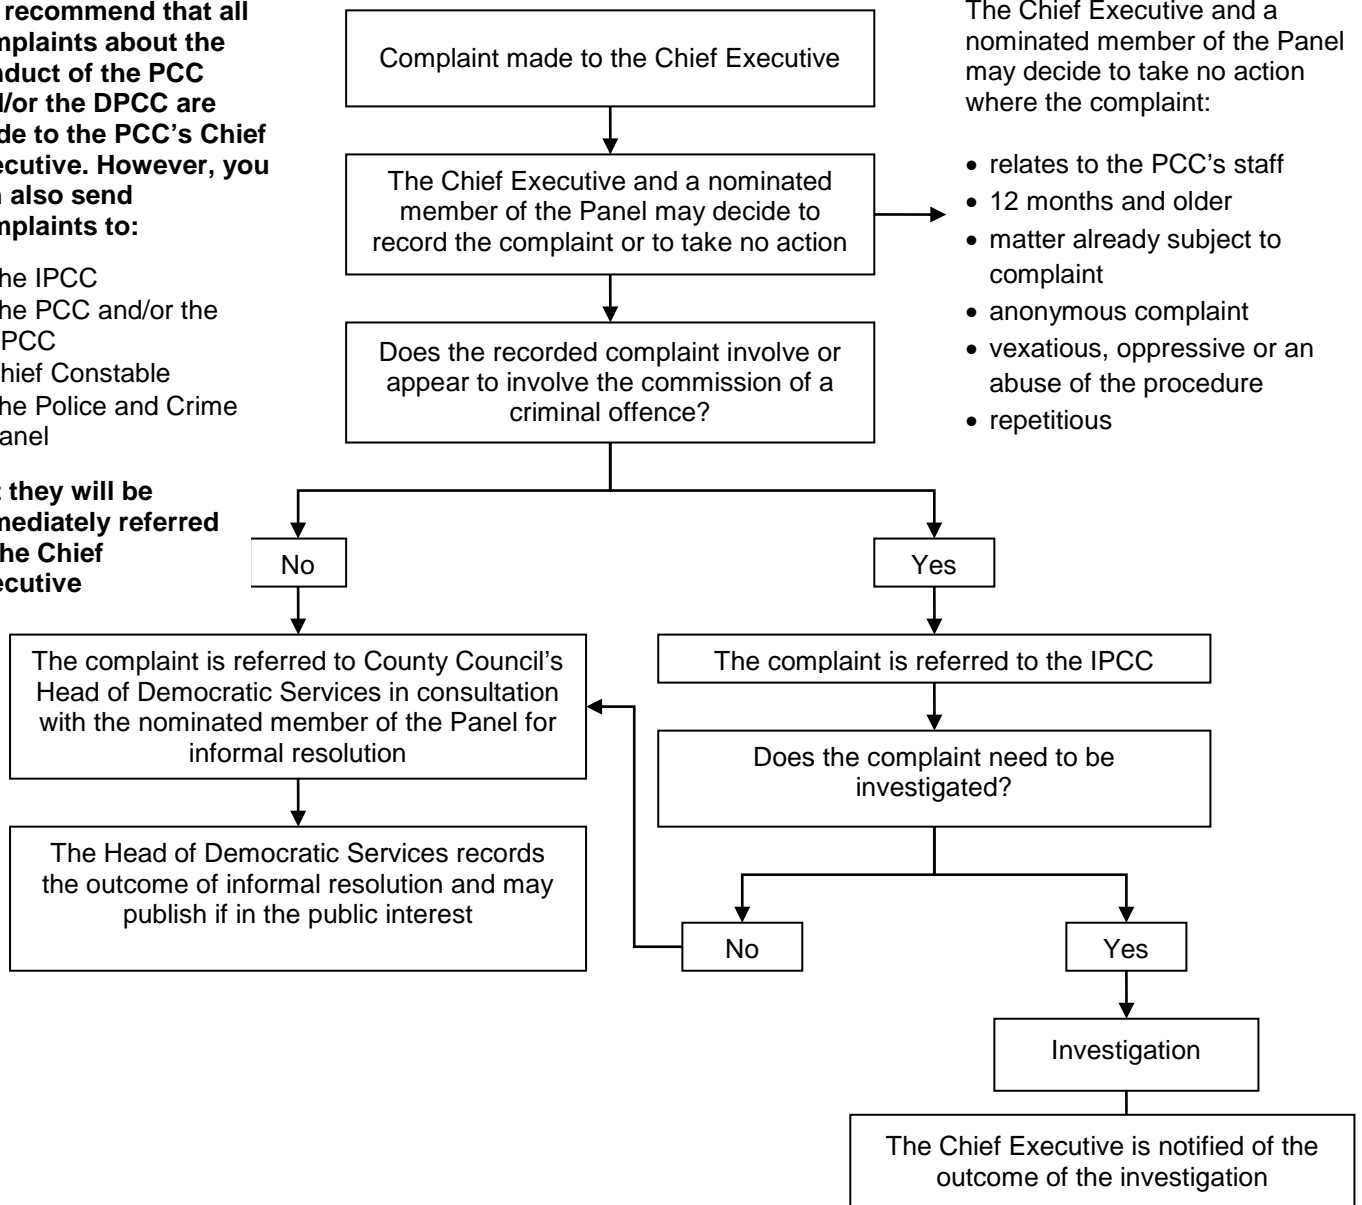 recommend that all
mplaints about the
nduct of the PCC
d/or the DPCC are
de to the PCC's Chief
ecutive. However, you
also send
mplaints to:
he IPCC
he PCC and/or the
PCC
hief Constable
he Police and Crime
anel
they will be
mediately referred
he Chief
ecutive
Complaint made to the Chief Executive
The Chief Executive and a nominated
member of the Panel may decide to
record the complaint or to take no action
The Chief Executive and a
nominated member of the Panel
may decide to take no action
where the complaint:
• relates to the PCC's staff
• 12 months and older
• matter already subject to
complaint
• anonymous complaint
• vexatious, oppressive or an
abuse of the procedure
• repetitious
Does the recorded complaint involve or
appear to involve the commission of a
criminal offence?
No
Yes
The complaint is referred to County Council's
Head of Democratic Services in consultation
with the nominated member of the Panel for
informal resolution
The Head of Democratic Services records
the outcome of informal resolution and may
publish if in the public interest
The complaint is referred to the IPCC
Does the complaint need to be
investigated?
No
Yes
Investigation
The Chief Executive is notified of the
outcome of the investigation